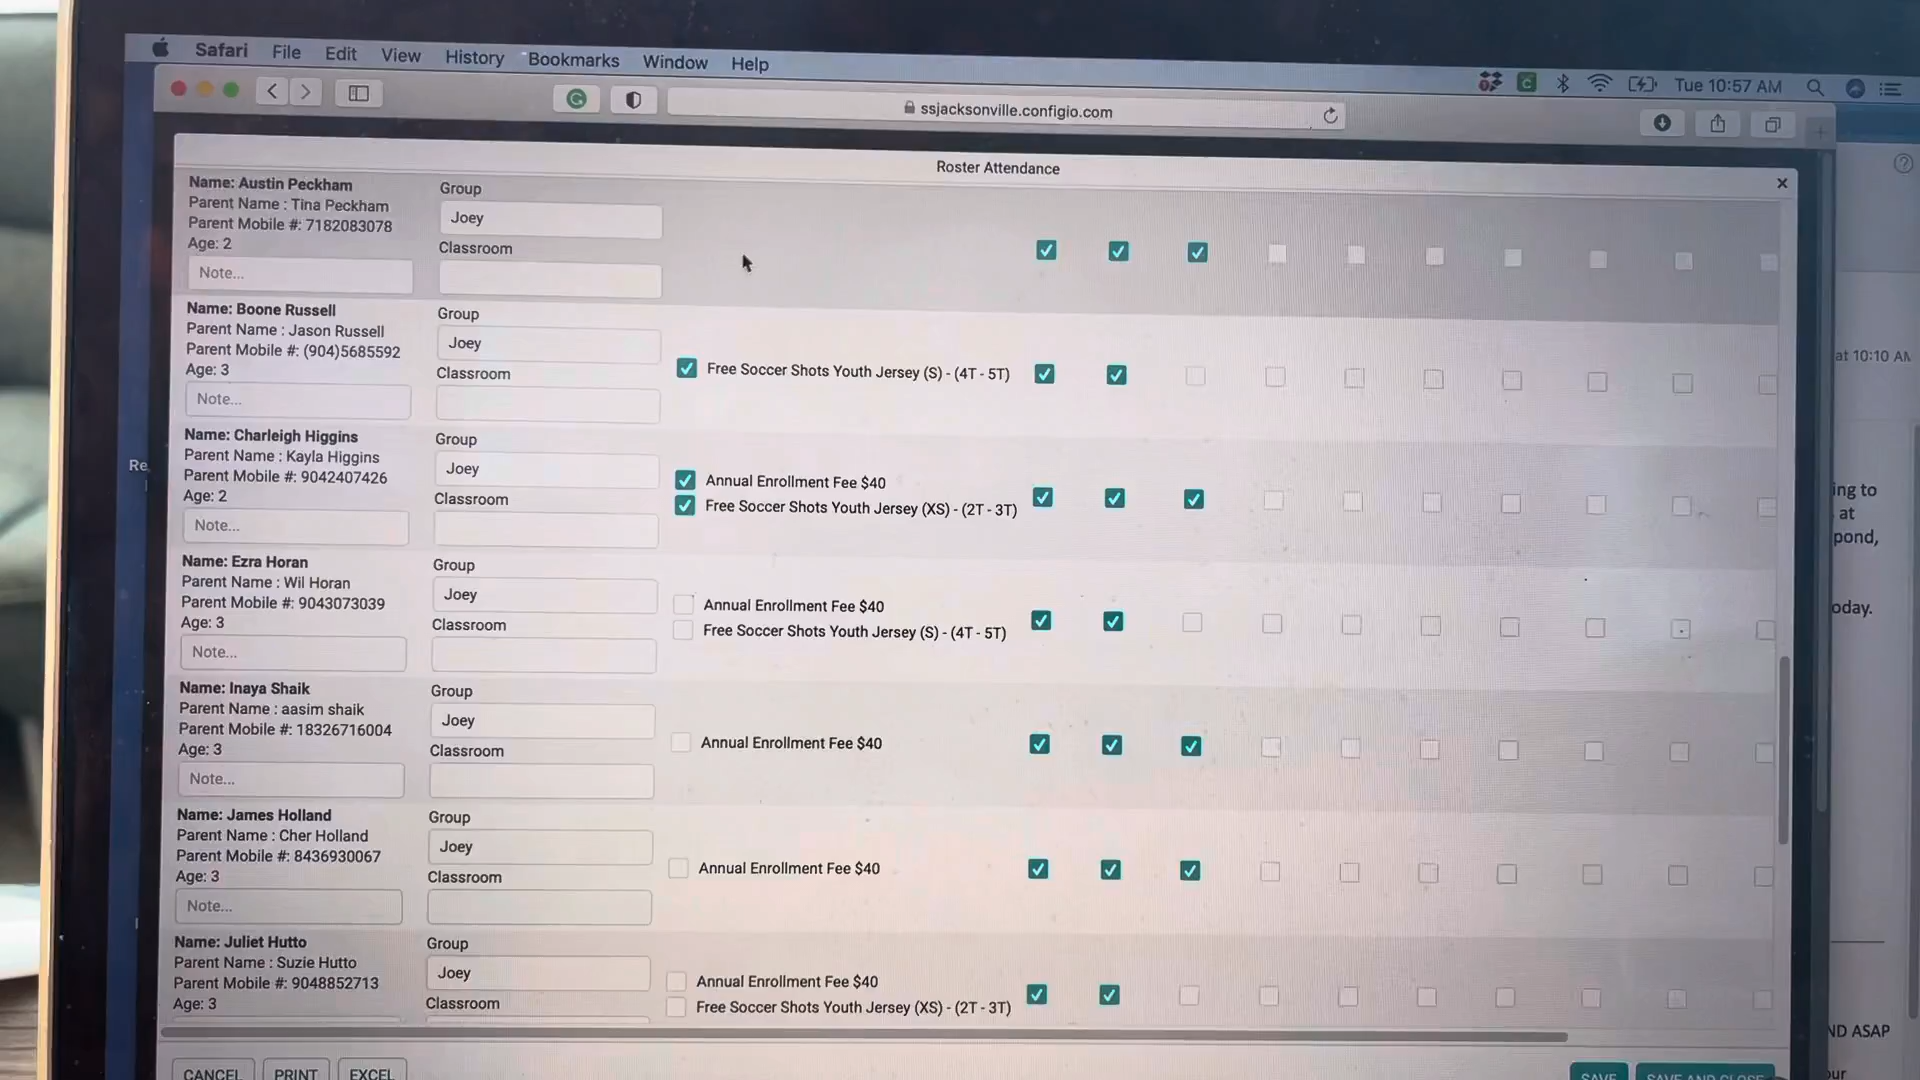 Safari File Edit View History Bookmarks Window Help
Tue 10:57 AM
ssjacksonville.configio.com
Roster Attendance
Name: Austin Peckham
Parent Name : Tina Peckham
Parent Mobile #: 7182083078
Age: 2
Note...
Group
Joey
Classroom
Name: Boone Russell
Parent Name : Jason Russell
Parent Mobile #: (904)5685592
Age: 3
Note...
Group
Joey
Classroom
Free Soccer Shots Youth Jersey (S) - (4T - 5T)
at 10:10 AM
Name: Charleigh Higgins
Parent Name : Kayla Higgins
Parent Mobile #: 9042407426
Age: 2
Note...
Group
Joey
Classroom
Annual Enrollment Fee $40
Free Soccer Shots Youth Jersey (XS) - (2T - 3T)
Re
ing to
at
pond,
Name: Ezra Horan
Parent Name : Wil Horan
Parent Mobile #: 9043073039
Age: 3
Note...
Group
Joey
Classroom
Annual Enrollment Fee $40
Free Soccer Shots Youth Jersey (S) - (4T - 5T)
oday.
Name: Inaya Shaik
Parent Name : aasim shaik
Parent Mobile #: 18326716004
Age: 3
Note...
Group
Joey
Classroom
Annual Enrollment Fee $40
Name: James Holland
Parent Name : Cher Holland
Parent Mobile #: 8436930067
Age: 3
Note...
Group
Joey
Classroom
Annual Enrollment Fee $40
Name: Juliet Hutto
Parent Name : Suzie Hutto
Parent Mobile #: 9048852713
Age: 3
Group
Joey
Classroom
Annual Enrollment Fee $40
Free Soccer Shots Youth Jersey (XS) - (2T - 3T)
ND ASAP
our
CANCEL PRINT EXCEL
SAVE SAVE AND CLOSE